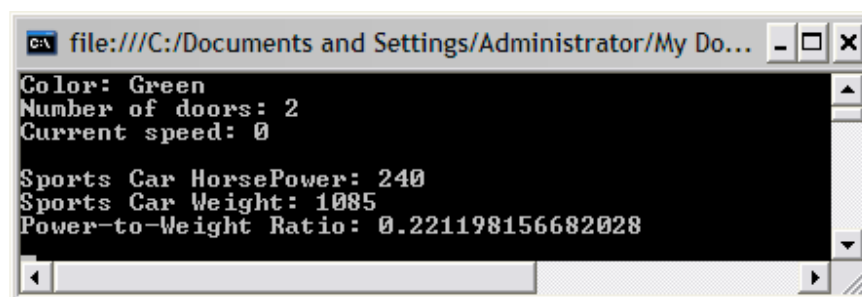 file:///C:/Documents and Settings/Administrator/My Do...
Color: Green
Number of doors: 2
Current speed: 0
Sports Car HorsePower: 240
Sports Car Weight: 1085
Power-to-Weight Ratio: 0.221198156682028